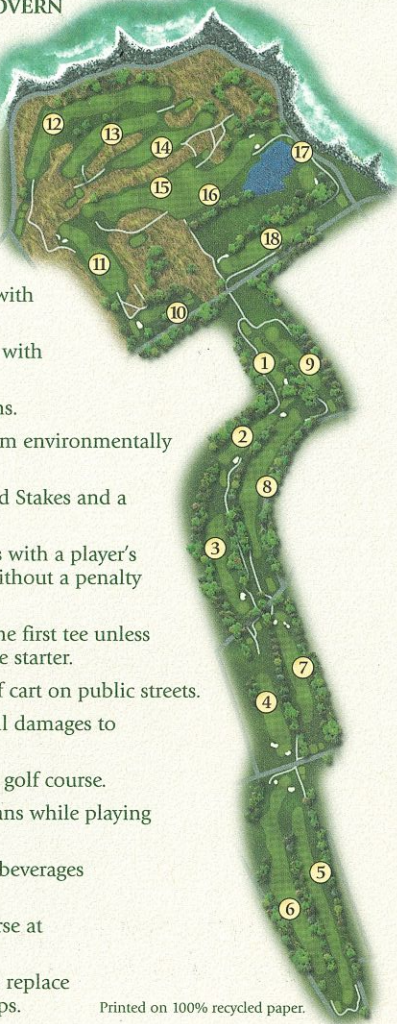 OVERN
12
13
14
17
15
16
18
11
10
with
1
9
with
ns.
2
m environmentally
8
d Stakes and a
3
s with a player's
ithout a penalty
ne first tee unless
e starter.
7
f cart on public streets.
4
l damages to
golf course.
ns while playing
beverages
5
6
rse at
replace
ps.
Printed on 100% recycled paper.